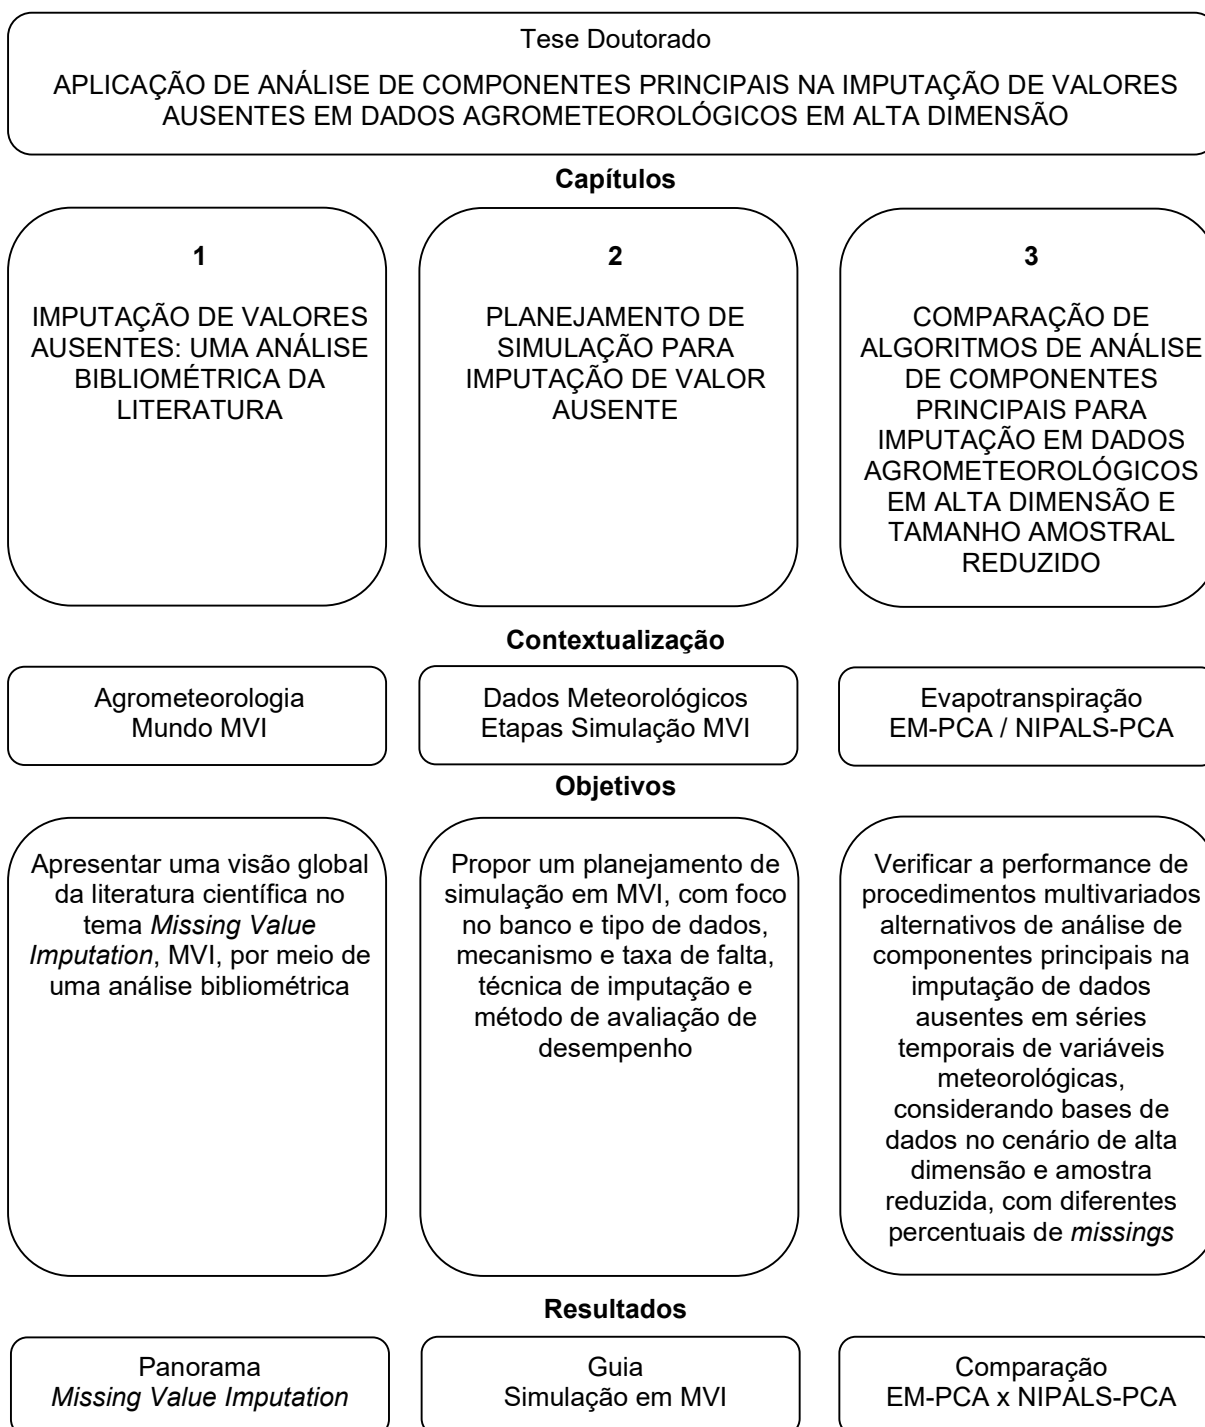 Tese Doutorado
APLICAÇÃO DE ANÁLISE DE COMPONENTES PRINCIPAIS NA IMPUTAÇÃO DE VALORES
AUSENTES EM DADOS AGROMETEOROLÓGICOS EM ALTA DIMENSÃO
Capítulos
1
IMPUTAÇÃO DE VALORES
AUSENTES: UMA ANÁLISE
BIBLIOMÉTRICA DA
LITERATURA
2
PLANEJAMENTO DE
SIMULAÇÃO PARA
IMPUTAÇÃO DE VALOR
AUSENTE
3
COMPARAÇÃO DE
ALGORITMOS DE ANÁLISE
DE COMPONENTES
PRINCIPAIS PARA
IMPUTAÇÃO EM DADOS
AGROMETEOROLÓGICOS
EM ALTA DIMENSÃO E
TAMANHO AMOSTRAL
REDUZIDO
Contextualização
Agrometeorologia
Mundo MVI
Dados Meteorológicos
Etapas Simulação MVI
Evapotranspiração
EM-PCA / NIPALS-PCA
Objetivos
Apresentar uma visão global
da literatura científica no
tema Missing Value
Imputation, MVI, por meio de
uma análise bibliométrica
Propor um planejamento de
simulação em MVI, com foco
no banco e tipo de dados,
mecanismo e taxa de falta,
técnica de imputação e
método de avaliação de
desempenho
Verificar a performance de
procedimentos multivariados
alternativos de análise de
componentes principais na
imputação de dados
ausentes em séries
temporais de variáveis
meteorológicas,
considerando bases de
dados no cenário de alta
dimensão e amostra
reduzida, com diferentes
percentuais de missings
Resultados
Panorama
Missing Value Imputation
Guia
Simulação em MVI
Comparação
EM-PCA x NIPALS-PCA